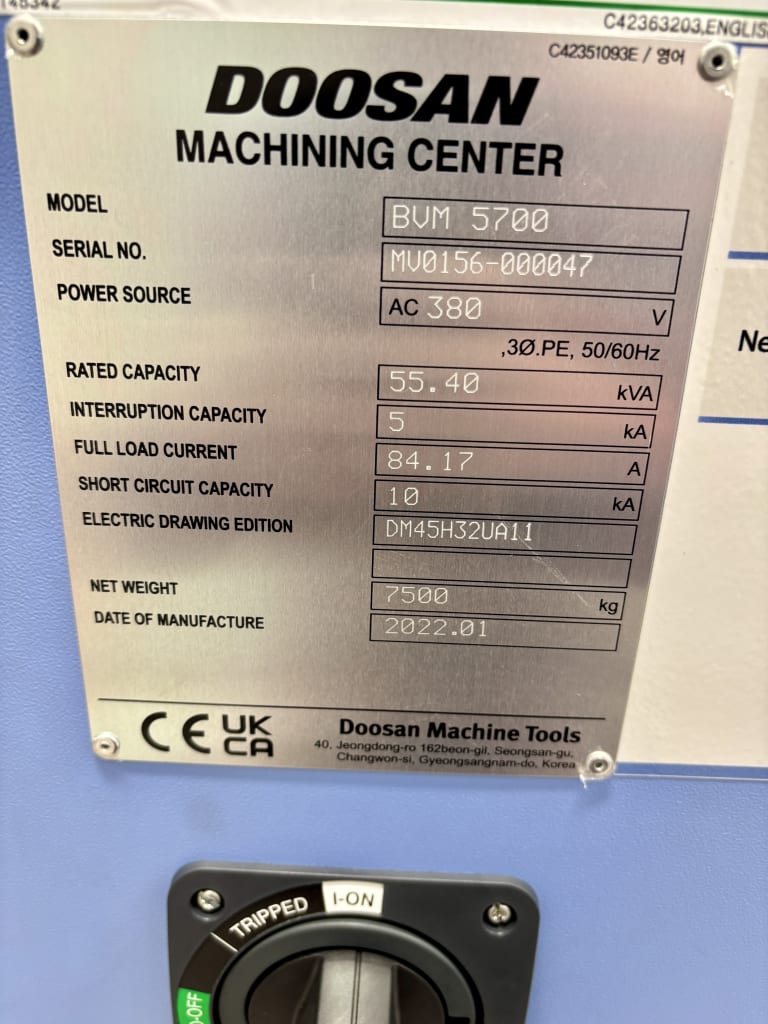 145342
C42363203,ENGLIS
C42351093E / 영어
DOOSAN
MACHINING CENTER
MODEL BVM 5700
SERIAL NO. MV0156-000047
POWER SOURCE AC 380 V
,3Ø.PE, 50/60Hz
RATED CAPACITY 55.40 kVA
INTERRUPTION CAPACITY 5 kA
FULL LOAD CURRENT 84.17 A
SHORT CIRCUIT CAPACITY 10 kA
ELECTRIC DRAWING EDITION DM45H32UA11
NET WEIGHT 7500 kg
DATE OF MANUFACTURE 2022.01
CE UK CA
Doosan Machine Tools
40, Jeongdong-ro 162beon-gil, Seongsan-gu,
Changwon-si, Gyeongsangnam-do, Korea
Ne
TRIPPED I-ON
O-OFF